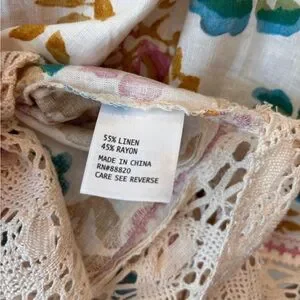 55% LINEN
45% RAYON
MADE IN CHINA
RN#88820
CARE SEE REVERSE